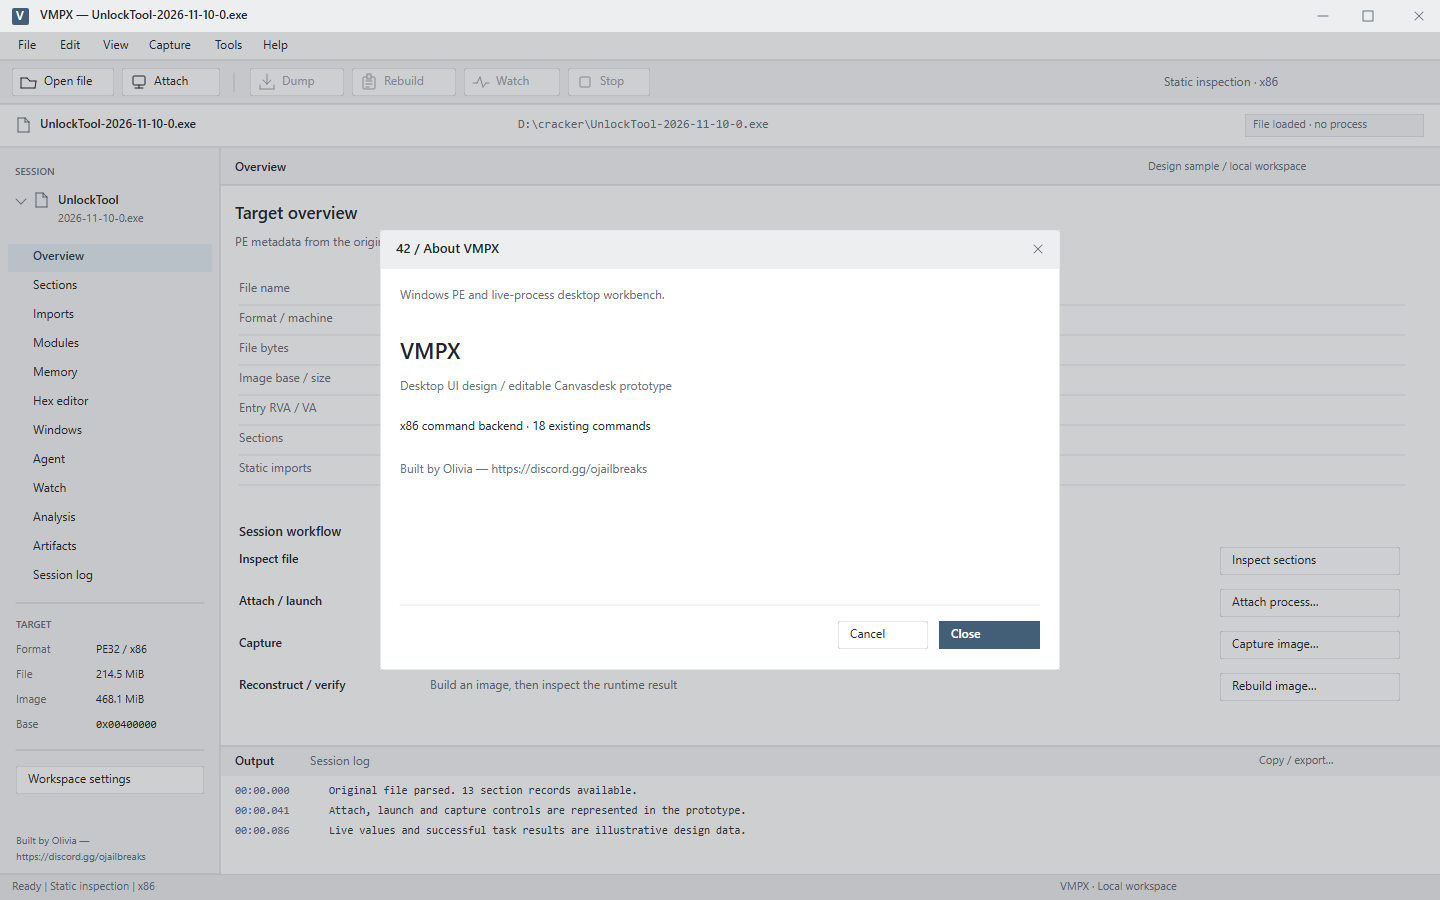 VMPX — UnlockTool-2026-11-10-0.exe
File Edit View Capture Tools Help
Open file Attach Dump Rebuild Watch Stop Static inspection · x86
UnlockTool-2026-11-10-0.exe D:\cracker\UnlockTool-2026-11-10-0.exe File loaded · no process
SESSION
UnlockTool
2026-11-10-0.exe
Overview
Sections
Imports
Modules
Memory
Hex editor
Windows
Agent
Watch
Analysis
Artifacts
Session log
TARGET
Format PE32 / x86
File 214.5 MiB
Image 468.1 MiB
Base 0x00400000
Workspace settings
Built by Olivia —
https://discord.gg/ojailbreaks
Overview Design sample / local workspace
Target overview
PE metadata from the origin
File name
Format / machine
File bytes
Image base / size
Entry RVA / VA
Sections
Static imports
Session workflow
Inspect file Inspect sections
Attach / launch Attach process...
Capture Capture image...
Reconstruct / verify Build an image, then inspect the runtime result Rebuild image...
42 / About VMPX
Windows PE and live-process desktop workbench.
VMPX
Desktop UI design / editable Canvasdesk prototype
x86 command backend · 18 existing commands
Built by Olivia — https://discord.gg/ojailbreaks
Cancel Close
Output Session log Copy / export...
00:00.000 Original file parsed. 13 section records available.
00:00.041 Attach, launch and capture controls are represented in the prototype.
00:00.086 Live values and successful task results are illustrative design data.
Ready | Static inspection | x86 VMPX · Local workspace